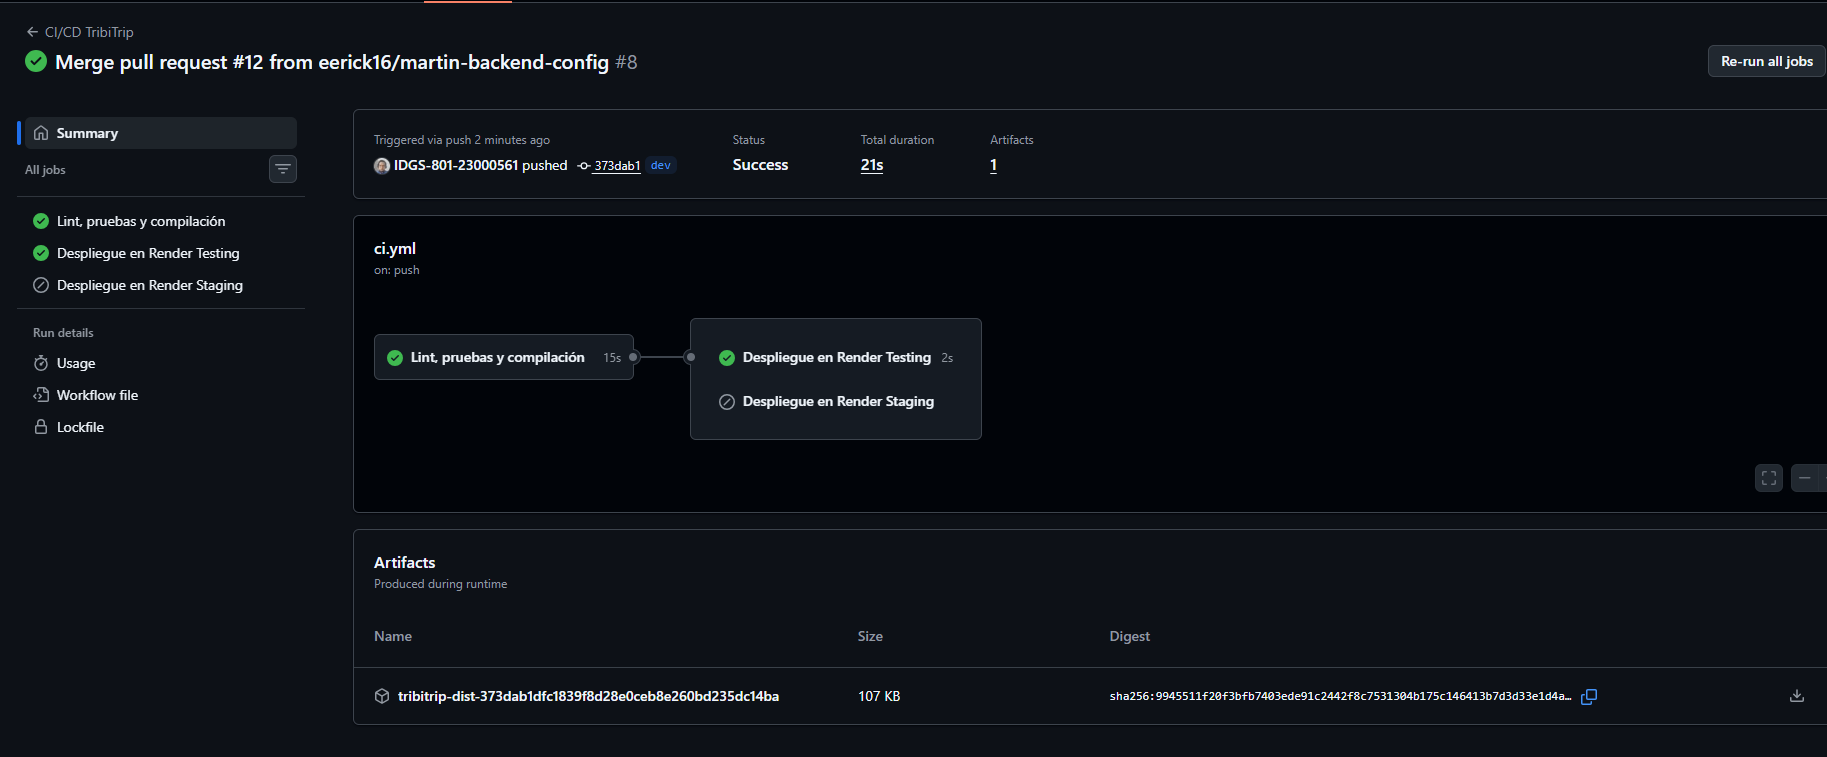 CI/CD TribiTrip
Merge pull request #12 from eerick16/martin-backend-config #8
Re-run all jobs
Summary
All jobs
Lint, pruebas y compilación
Despliegue en Render Testing
Despliegue en Render Staging
Run details
Usage
Workflow file
Lockfile
Triggered via push 2 minutes ago
IDGS-801-23000561 pushed 373dab1 dev
Status
Success
Total duration
21s
Artifacts
1
ci.yml
on: push
Lint, pruebas y compilación 15s
Despliegue en Render Testing 2s
Despliegue en Render Staging
Artifacts
Produced during runtime
Name Size Digest
tribitrip-dist-373dab1dfc1839f8d28e0ceb8e260bd235dc14ba 107 KB sha256:9945511f20f3bfb7403ede91c2442f8c7531304b175c146413b7d3d33e1d4a…